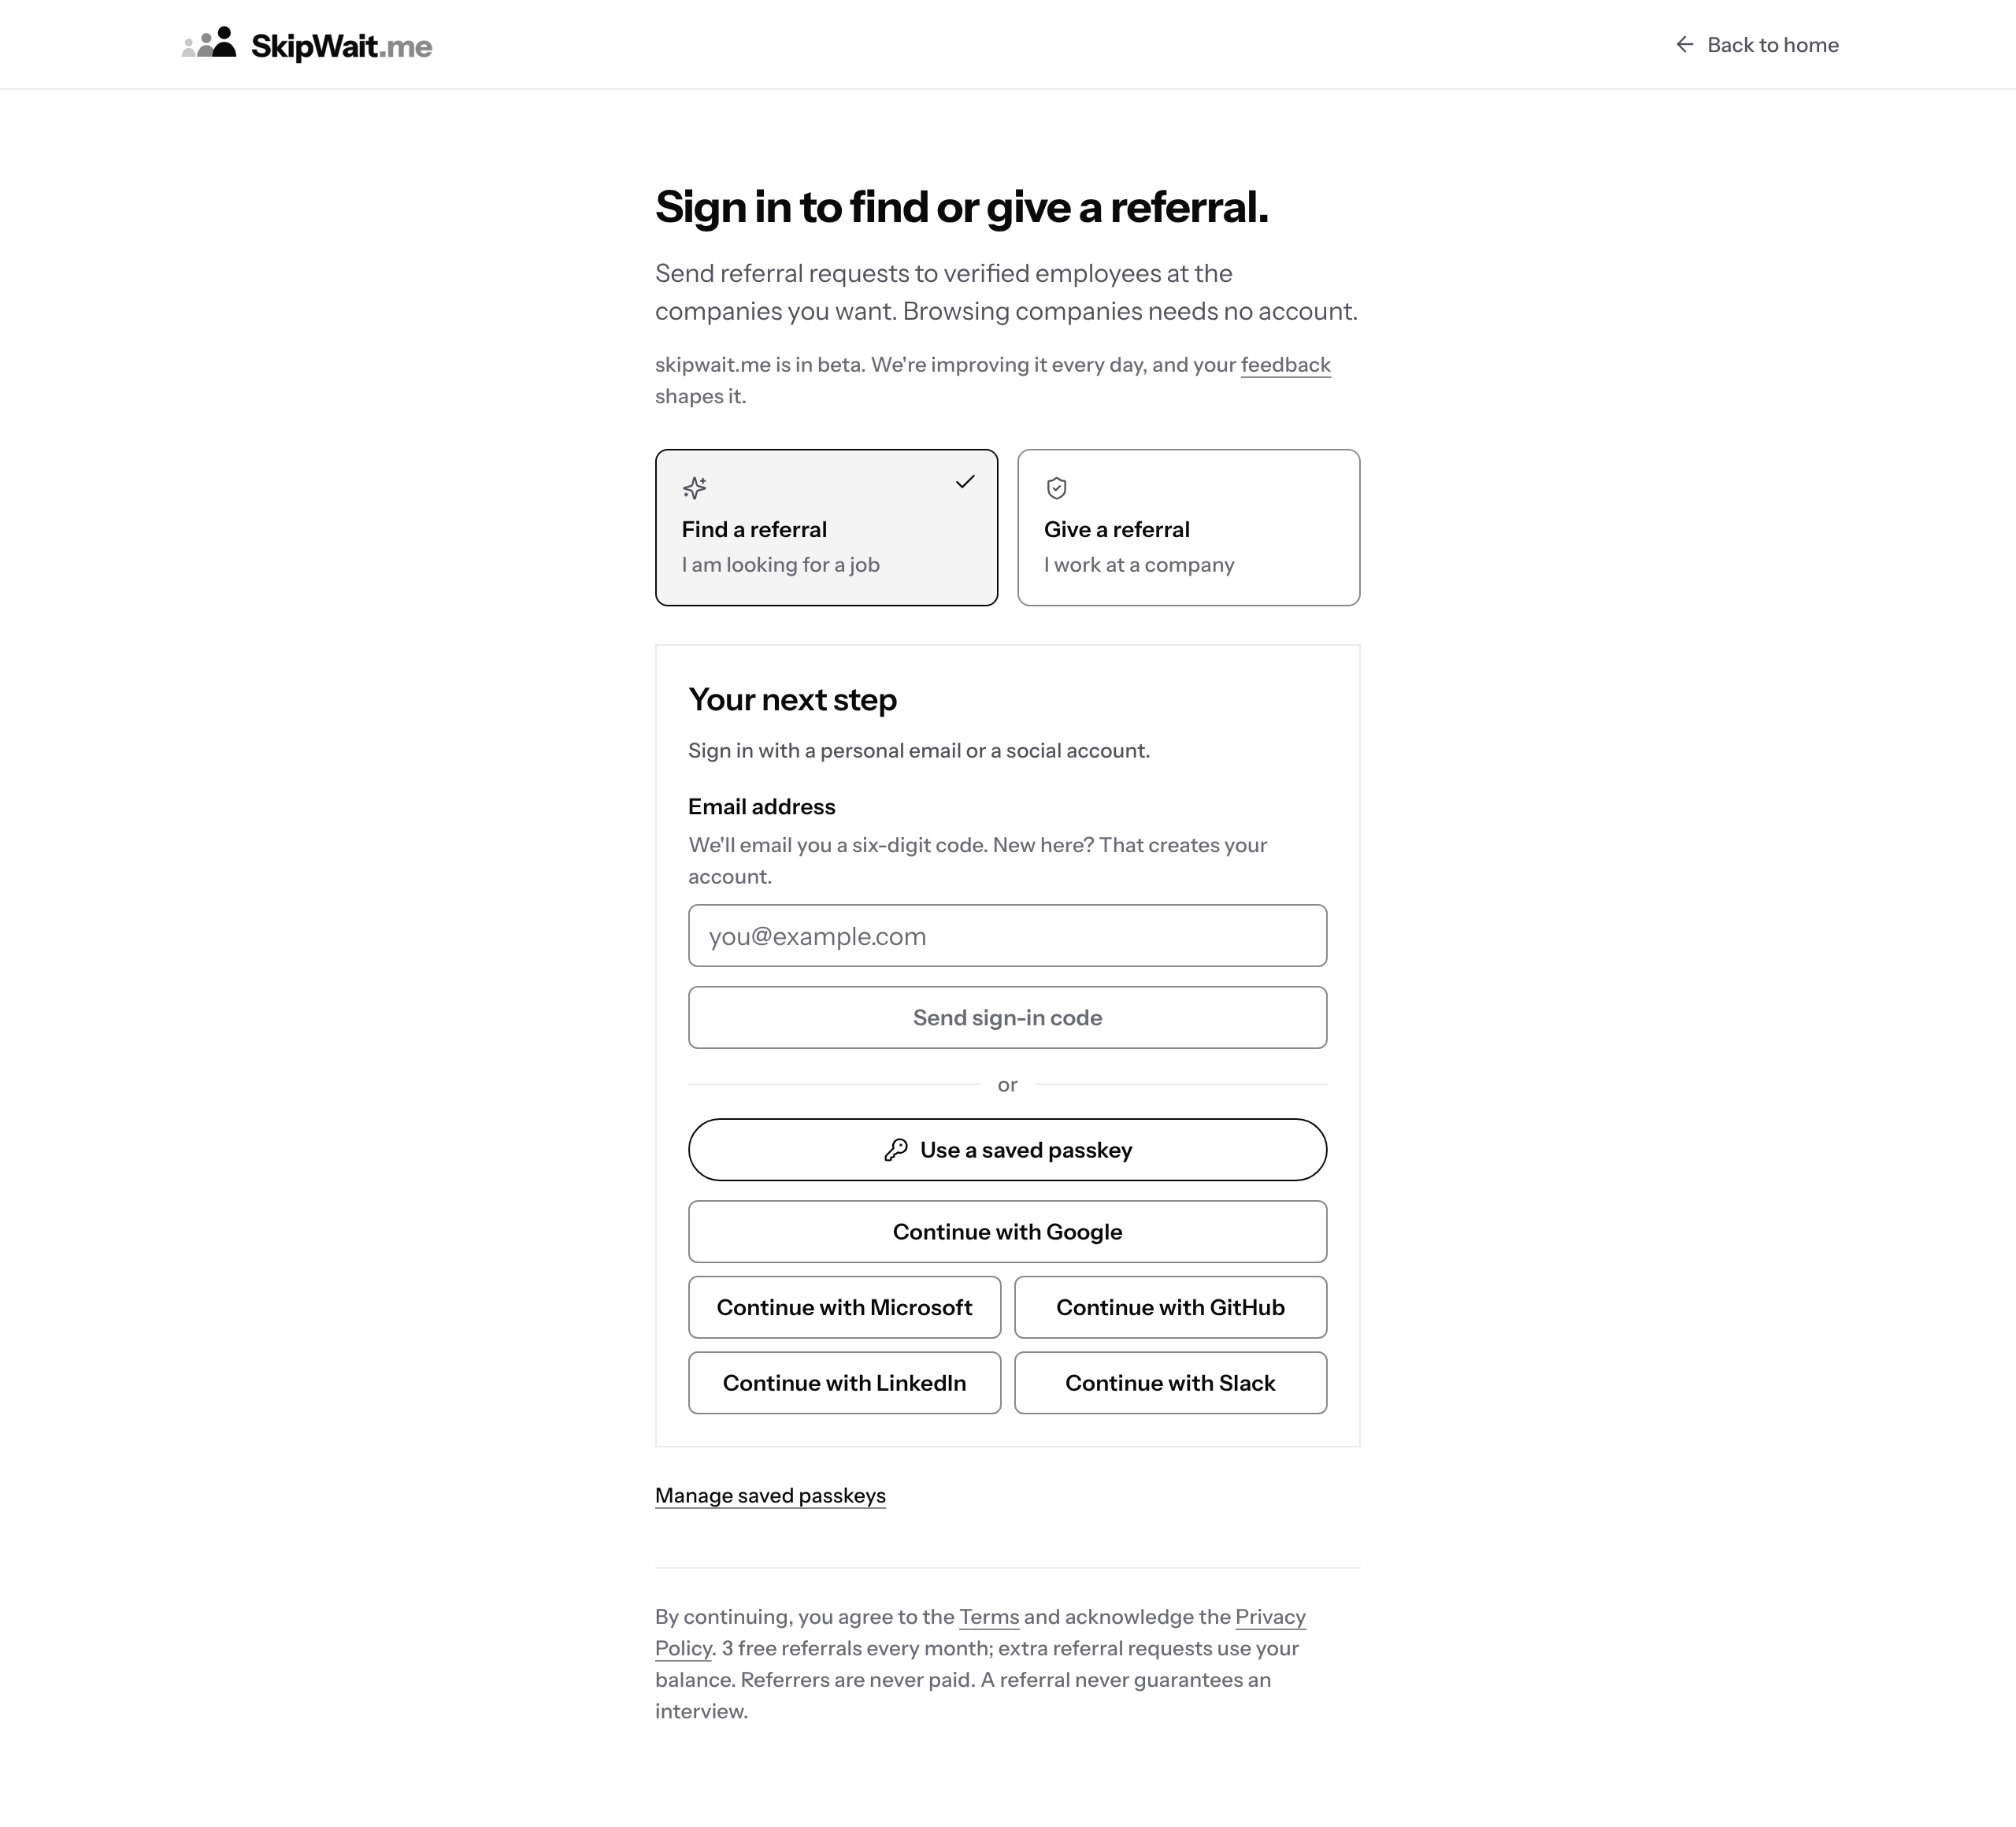 SkipWait.me
Back to home
Sign in to find or give a referral.
Send referral requests to verified employees at the
companies you want. Browsing companies needs no account.
skipwait.me is in beta. We're improving it every day, and your feedback
shapes it.
Find a referral
I am looking for a job
Give a referral
I work at a company
Your next step
Sign in with a personal email or a social account.
Email address
We'll email you a six-digit code. New here? That creates your
account.
you@example.com
Send sign-in code
or
Use a saved passkey
Continue with Google
Continue with Microsoft
Continue with GitHub
Continue with LinkedIn
Continue with Slack
Manage saved passkeys
By continuing, you agree to the Terms and acknowledge the Privacy
Policy. 3 free referrals every month; extra referral requests use your
balance. Referrers are never paid. A referral never guarantees an
interview.